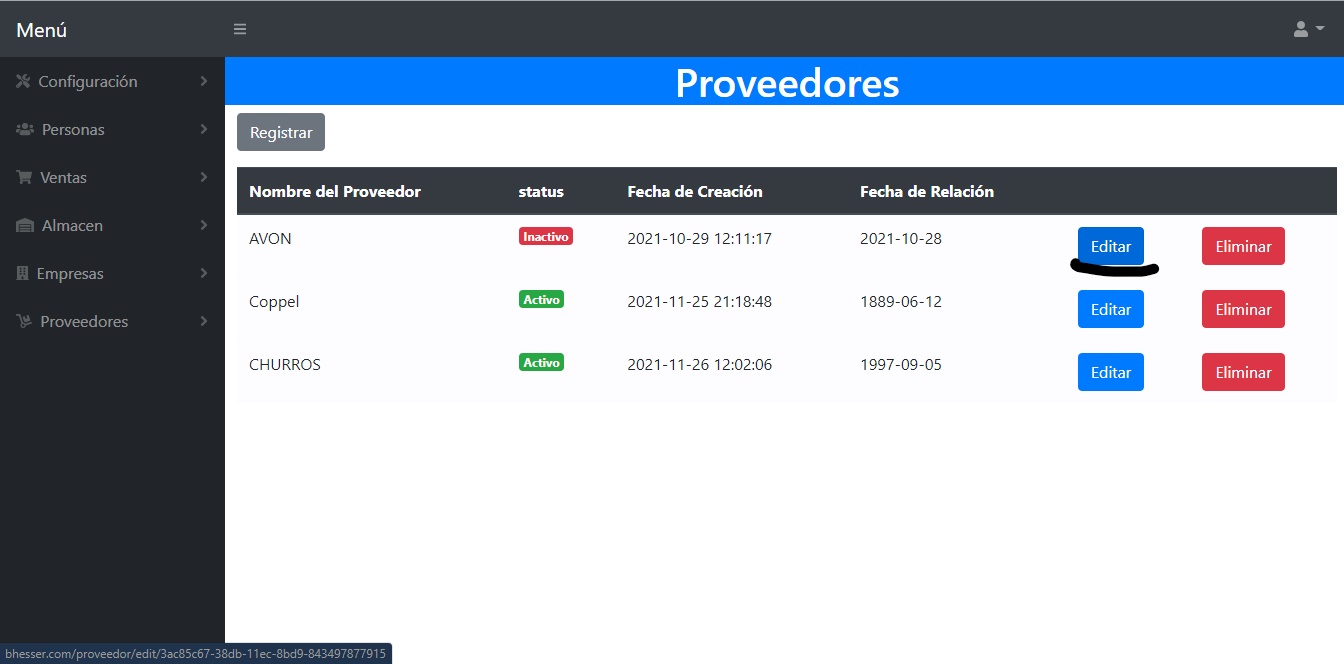 Menú
Configuración
Personas
Ventas
Almacen
Empresas
Proveedores
Proveedores
Registrar
Nombre del Proveedor status Fecha de Creación Fecha de Relación
AVON Inactivo 2021-10-29 12:11:17 2021-10-28 Editar Eliminar
Coppel Activo 2021-11-25 21:18:48 1889-06-12 Editar Eliminar
CHURROS Activo 2021-11-26 12:02:06 1997-09-05 Editar Eliminar
bhesser.com/proveedor/edit/3ac85c67-38db-11ec-8bd9-843497877915